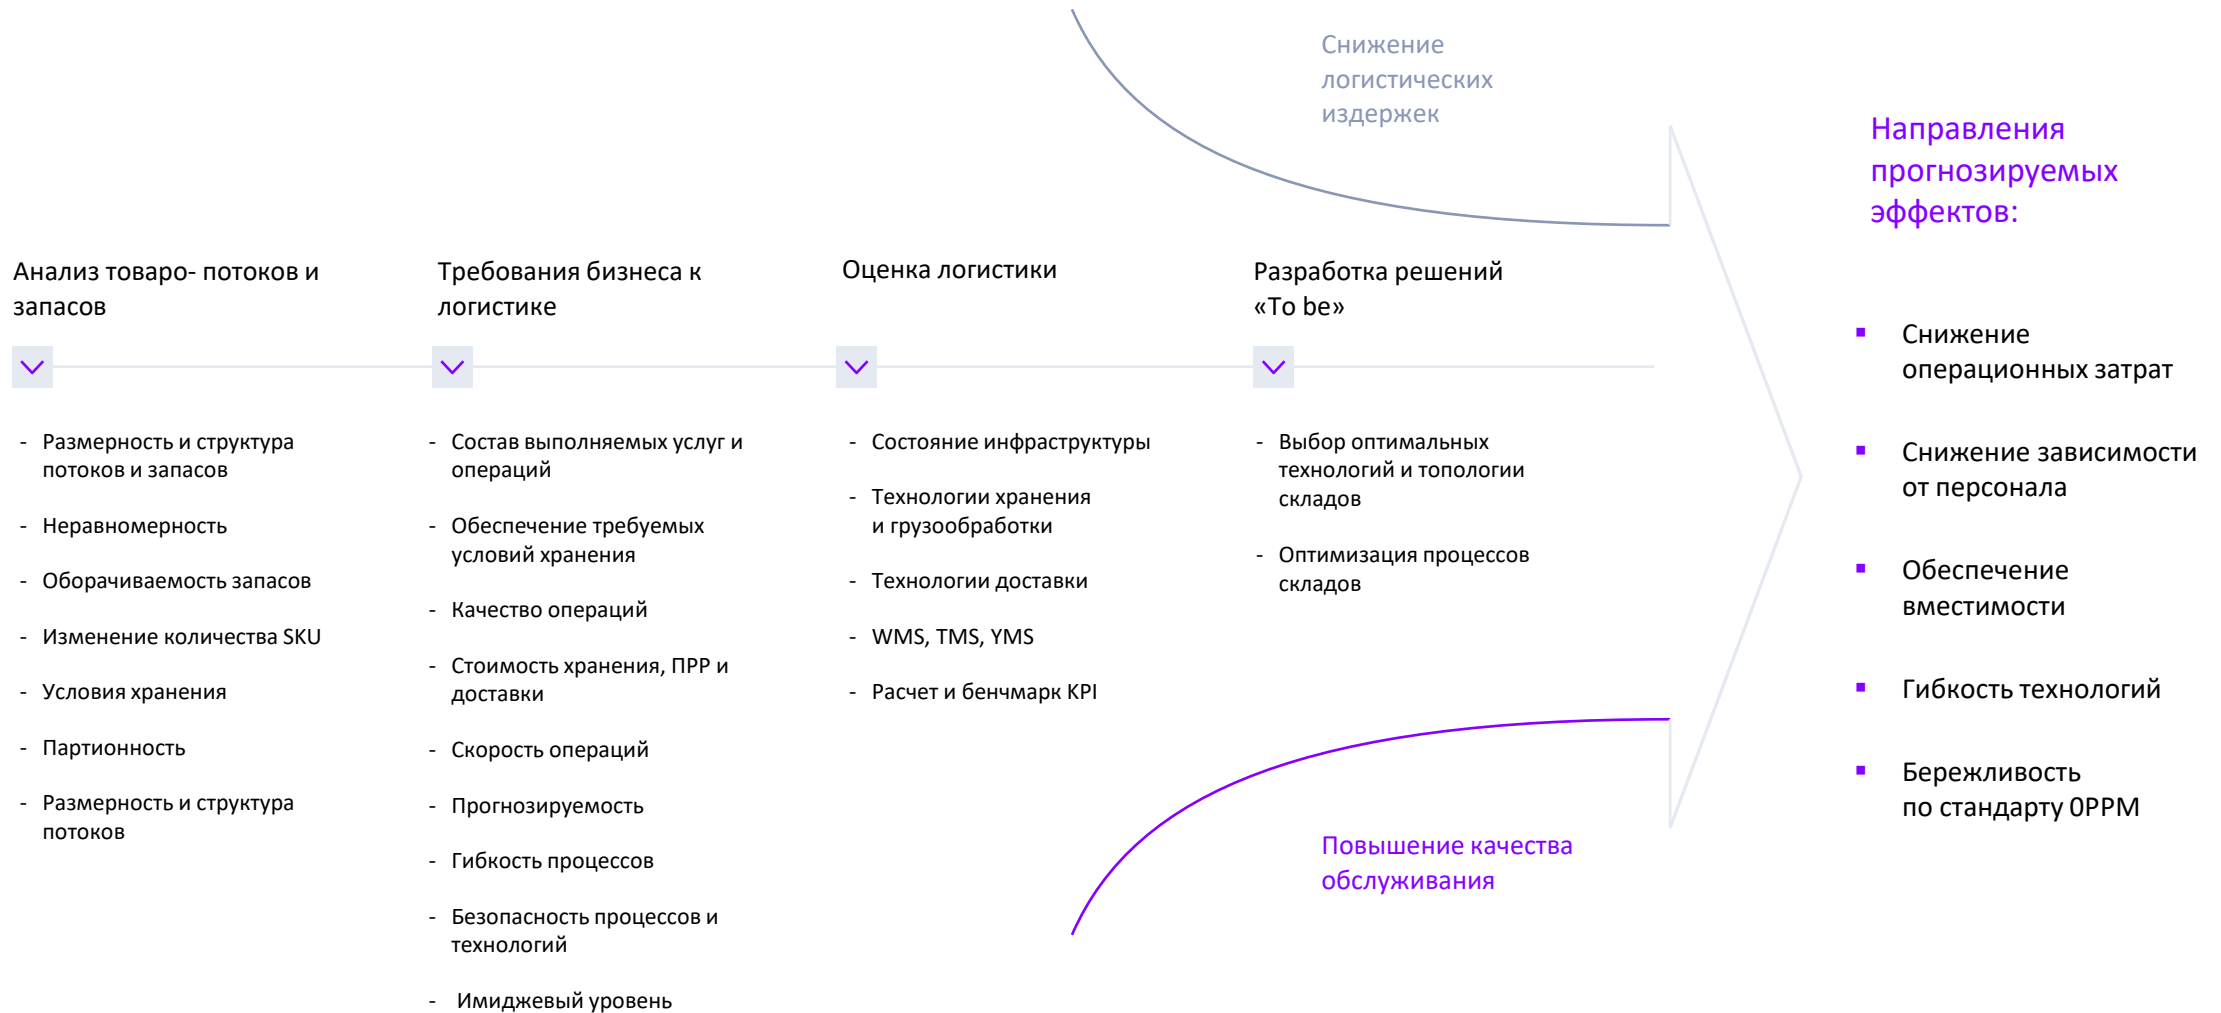 Снижение
логистических
издержек
Направления
прогнозируемых
эффектов:
Анализ товаро- потоков и
запасов
Требования бизнеса к
логистике
Оценка логистики
Разработка решений
«To be»
- Размерность и структура
потоков и запасов
- Неравномерность
- Оборачиваемость запасов
- Изменение количества SKU
- Условия хранения
- Партионность
- Размерность и структура
потоков
- Состав выполняемых услуг и
операций
- Обеспечение требуемых
условий хранения
- Качество операций
- Стоимость хранения, ПРР и
доставки
- Скорость операций
- Прогнозируемость
- Гибкость процессов
- Безопасность процессов и
технологий
- Имиджевый уровень
- Состояние инфраструктуры
- Технологии хранения
и грузообработки
- Технологии доставки
- WMS, TMS, YMS
- Расчет и бенчмарк KPI
- Выбор оптимальных
технологий и топологии
складов
- Оптимизация процессов
складов
Повышение качества
обслуживания
▪ Снижение
операционных затрат
▪ Снижение зависимости
от персонала
▪ Обеспечение
вместимости
▪ Гибкость технологий
▪ Бережливость
по стандарту 0PPM